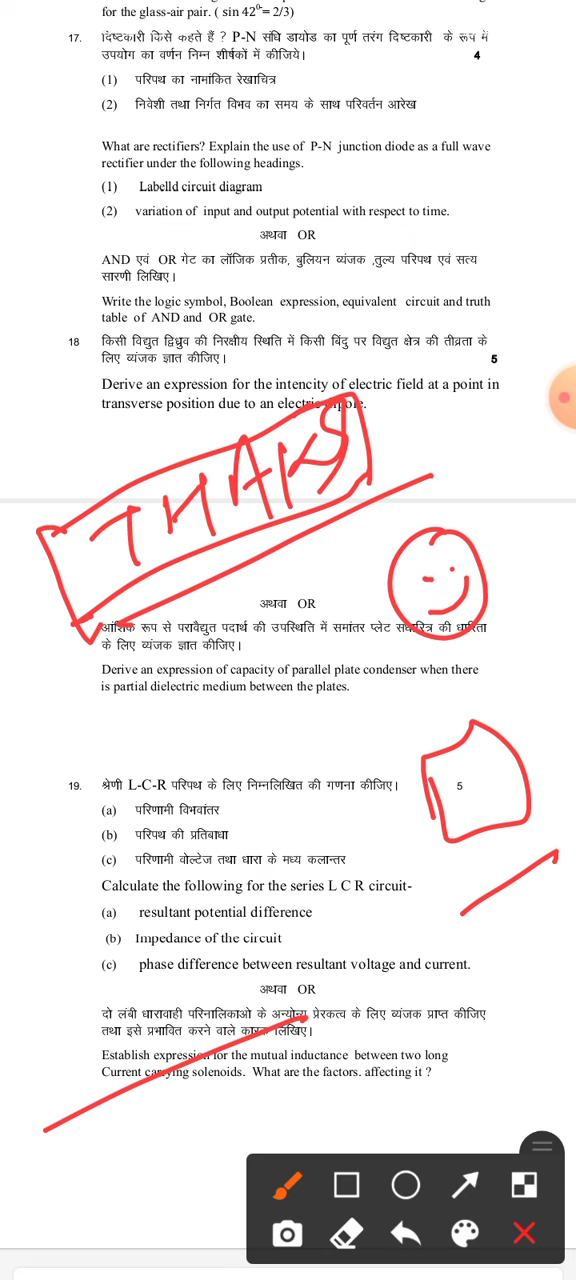 for the glass-air pair. ( sin 42⁰= 2/3)
17. दिष्टकारी किसे कहते हैं ? P-N संधि डायोड का पूर्ण तरंग दिष्टकारी के रूप में
उपयोग का वर्णन निम्न शीर्षकों में कीजिये। 4
(1) परिपथ का नामांकित रेखाचित्र
(2) निवेशी तथा निर्गत विभव का समय के साथ परिवर्तन आरेख
What are rectifiers? Explain the use of P-N junction diode as a full wave
rectifier under the following headings.
(1) Labelld circuit diagram
(2) variation of input and output potential with respect to time.
अथवा OR
AND एवं OR गेट का लॉजिक प्रतीक, बुलियन व्यंजक ,तुल्य परिपथ एवं सत्य
सारणी लिखिए।
Write the logic symbol, Boolean expression, equivalent circuit and truth
table of AND and OR gate.
18 किसी विद्युत द्विध्रुव की निरक्षीय स्थिति में किसी बिंदु पर विद्युत क्षेत्र की तीव्रता के
लिए व्यंजक ज्ञात कीजिए। 5
Derive an expression for the intencity of electric field at a point in
transverse position due to an electric dipole.
THAKS
अथवा OR
आंशिक रूप से परावैद्युत पदार्थ की उपस्थिति में समांतर प्लेट संधारित्र की धारिता
के लिए व्यंजक ज्ञात कीजिए।
Derive an expression of capacity of parallel plate condenser when there
is partial dielectric medium between the plates.
19. श्रेणी L-C-R परिपथ के लिए निम्नलिखित की गणना कीजिए। 5
(a) परिणामी विभवांतर
(b) परिपथ की प्रतिबाधा
(c) परिणामी वोल्टेज तथा धारा के मध्य कलान्तर
Calculate the following for the series L C R circuit-
(a) resultant potential difference
(b) Impedance of the circuit
(c) phase difference between resultant voltage and current.
अथवा OR
दो लंबी धारावाही परिनालिकाओ के अन्योन्य प्रेरकत्व के लिए व्यंजक प्राप्त कीजिए
तथा इसे प्रभावित करने वाले कारक लिखिए।
Establish expression for the mutual inductance between two long
Current carrying solenoids. What are the factors. affecting it ?